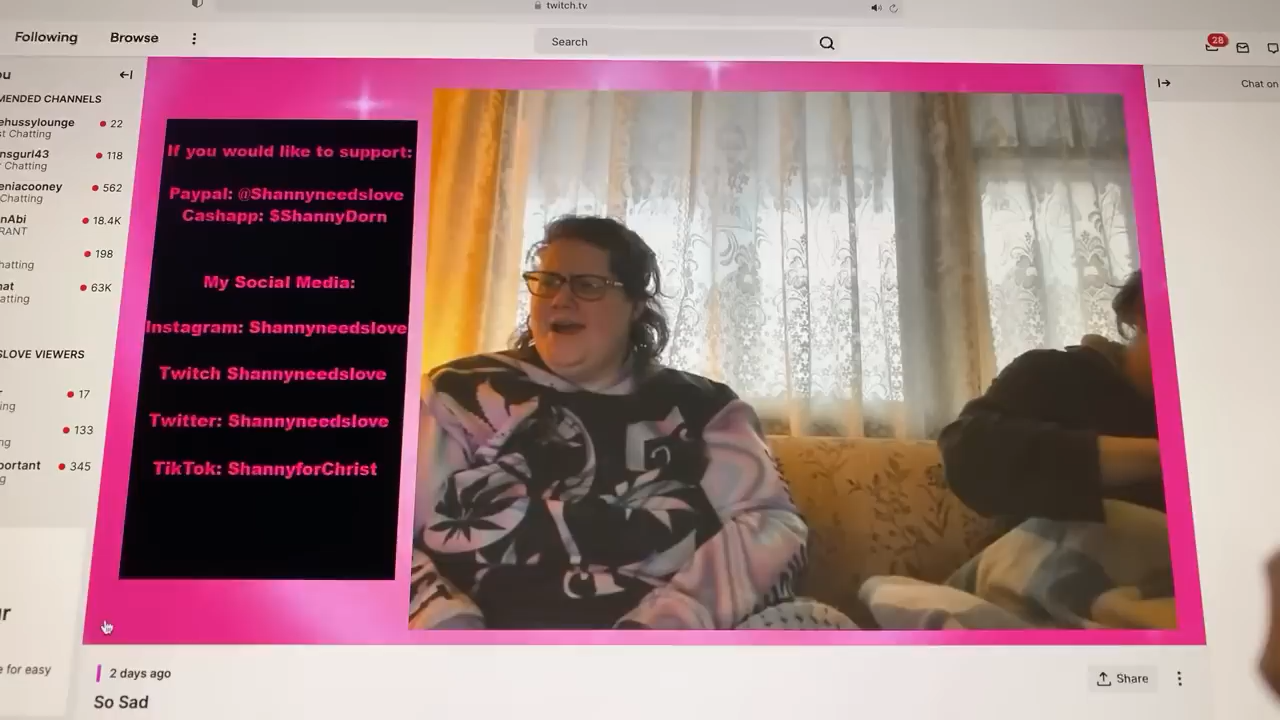 twitch.tv
Following
Browse
Search
28
u
MENDED CHANNELS
ehussylounge
22
st Chatting
nsgurl43
118
Chatting
eniacooney
562
Chatting
nAbi
18.4K
RANT
198
hatting
hat
63K
atting
SLOVE VIEWERS
17
ing
133
ng
portant
345
g
r
e for easy
If you would like to support:
Paypal: @Shannyneedslove
Cashapp: $ShannyDorn
My Social Media:
Instagram: Shannyneedslove
Twitch Shannyneedslove
Twitter: Shannyneedslove
TikTok: ShannyforChrist
Chat on
2 days ago
So Sad
Share